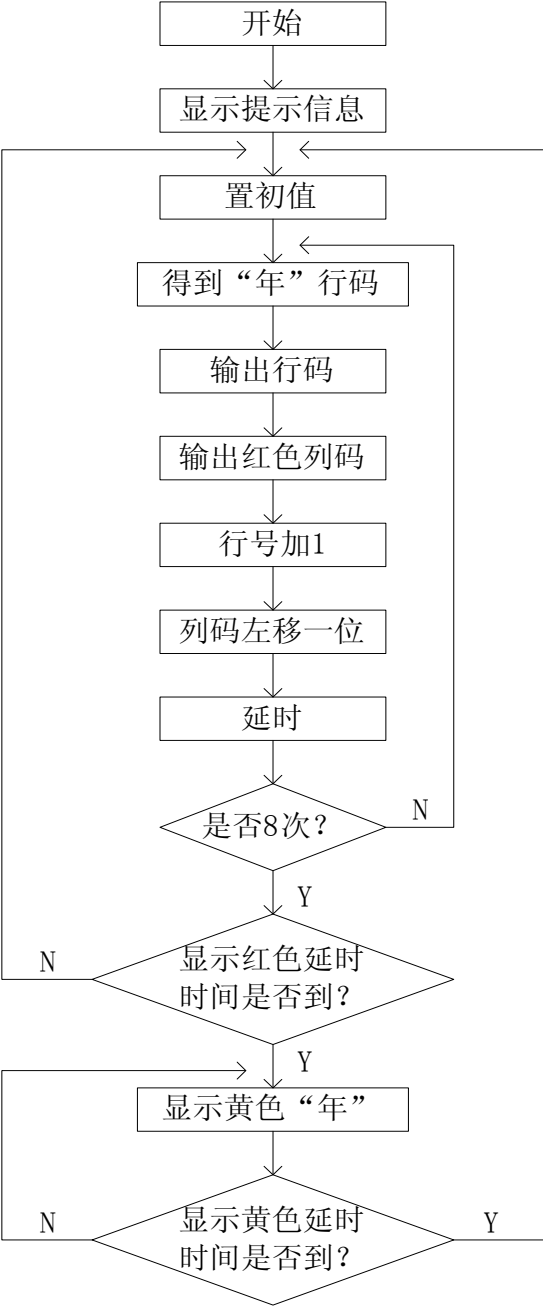 开始
显示提示信息
置初值
得到“年”行码
输出行码
输出红色列码
行号加1
列码左移一位
延时
是否8次？
N
Y
显示红色延时
时间是否到？
N
Y
显示黄色“年”
显示黄色延时
时间是否到？
N
Y